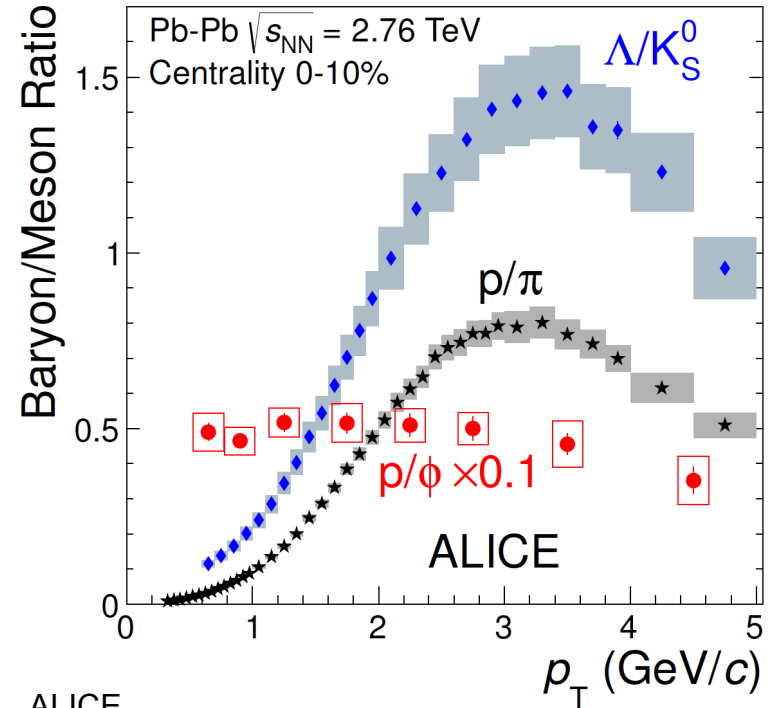 Baryon/Meson Ratio
Pb-Pb √sNN = 2.76 TeV
Centrality 0-10%
Λ/K⁰S
1.5
1
p/π
0.5
p/ϕ ×0.1
ALICE
0
0 1 2 3 4 5
pT (GeV/c)
ALICE